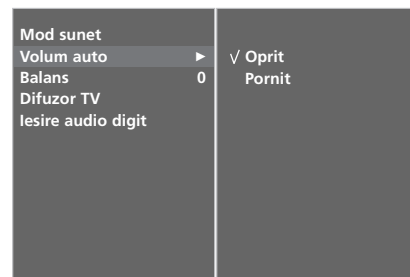 Mod sunet
Volum auto ►
Balans 0
Difuzor TV
Iesire audio digit
√ Oprit
Pornit